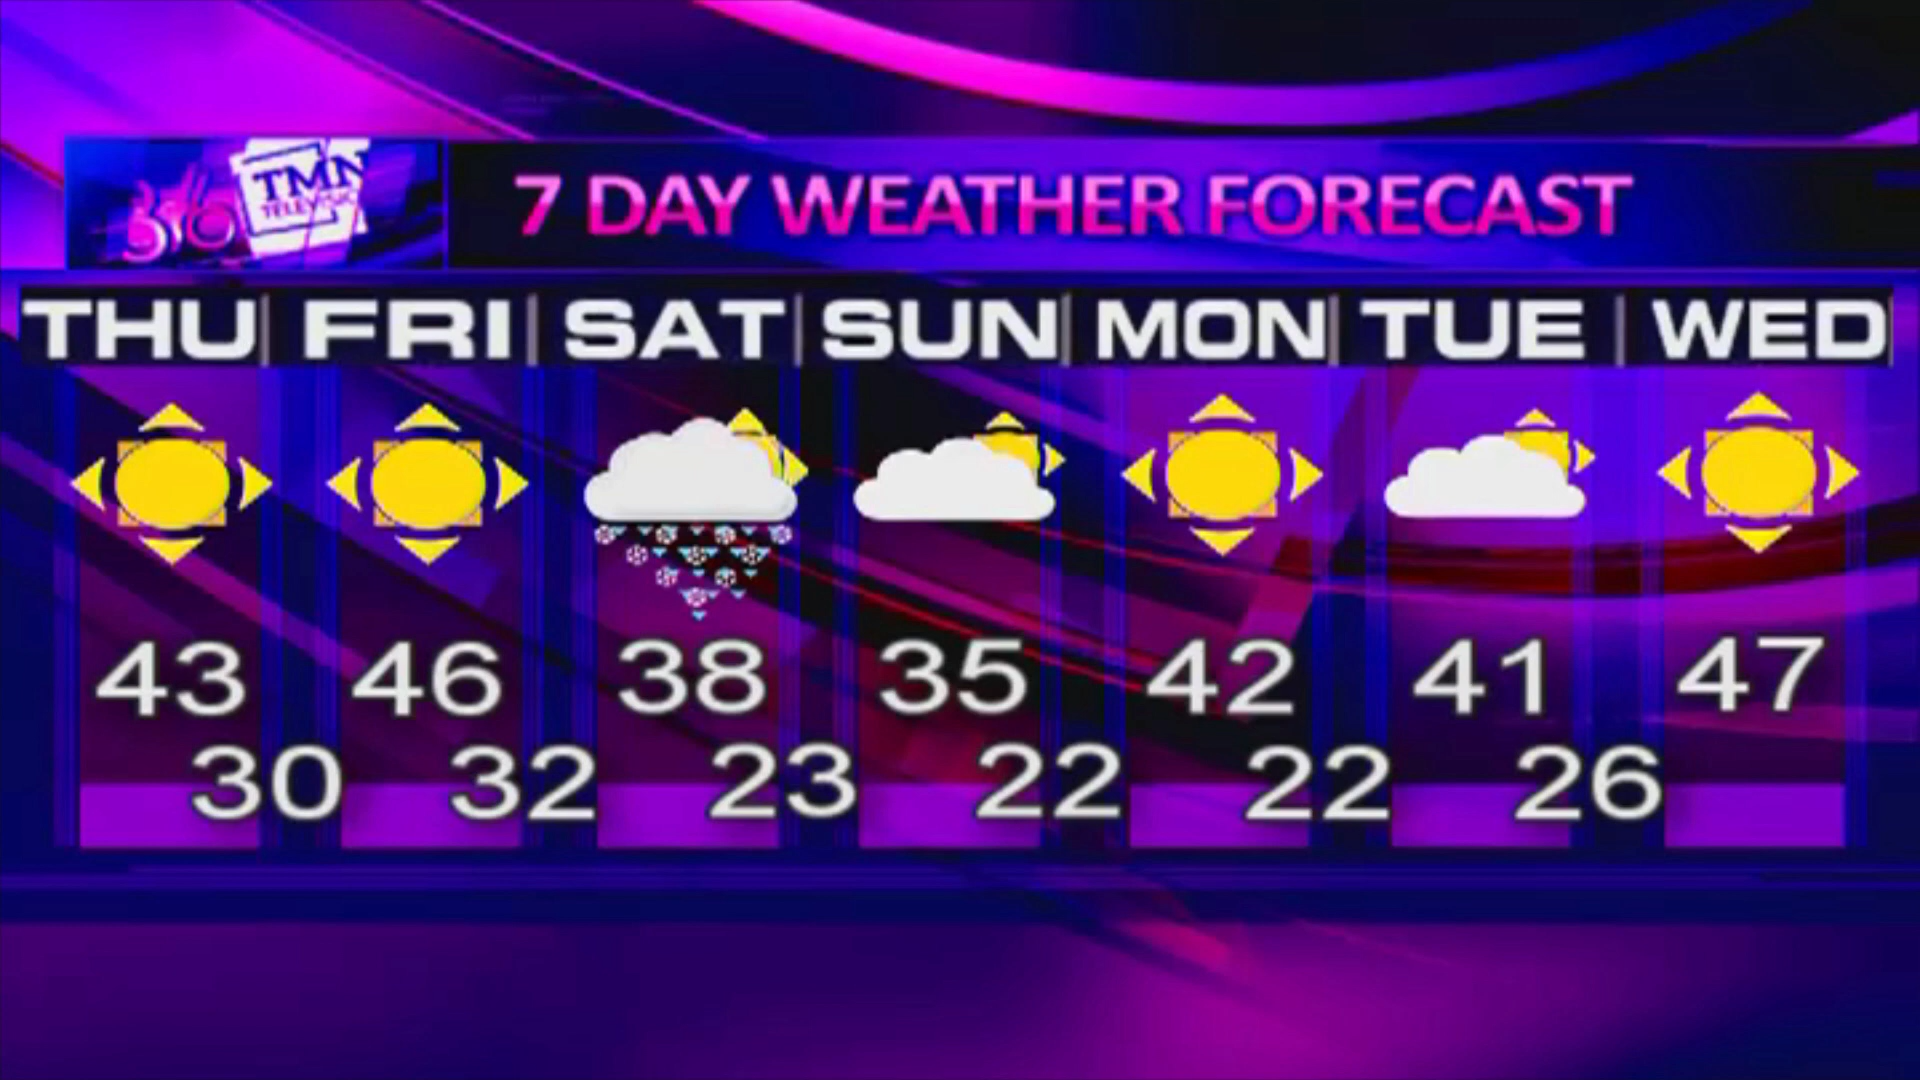 TMN
7 DAY WEATHER FORECAST
THU FRI SAT SUN MON TUE WED
43 46 38 35 42 41 47
30 32 23 22 22 26